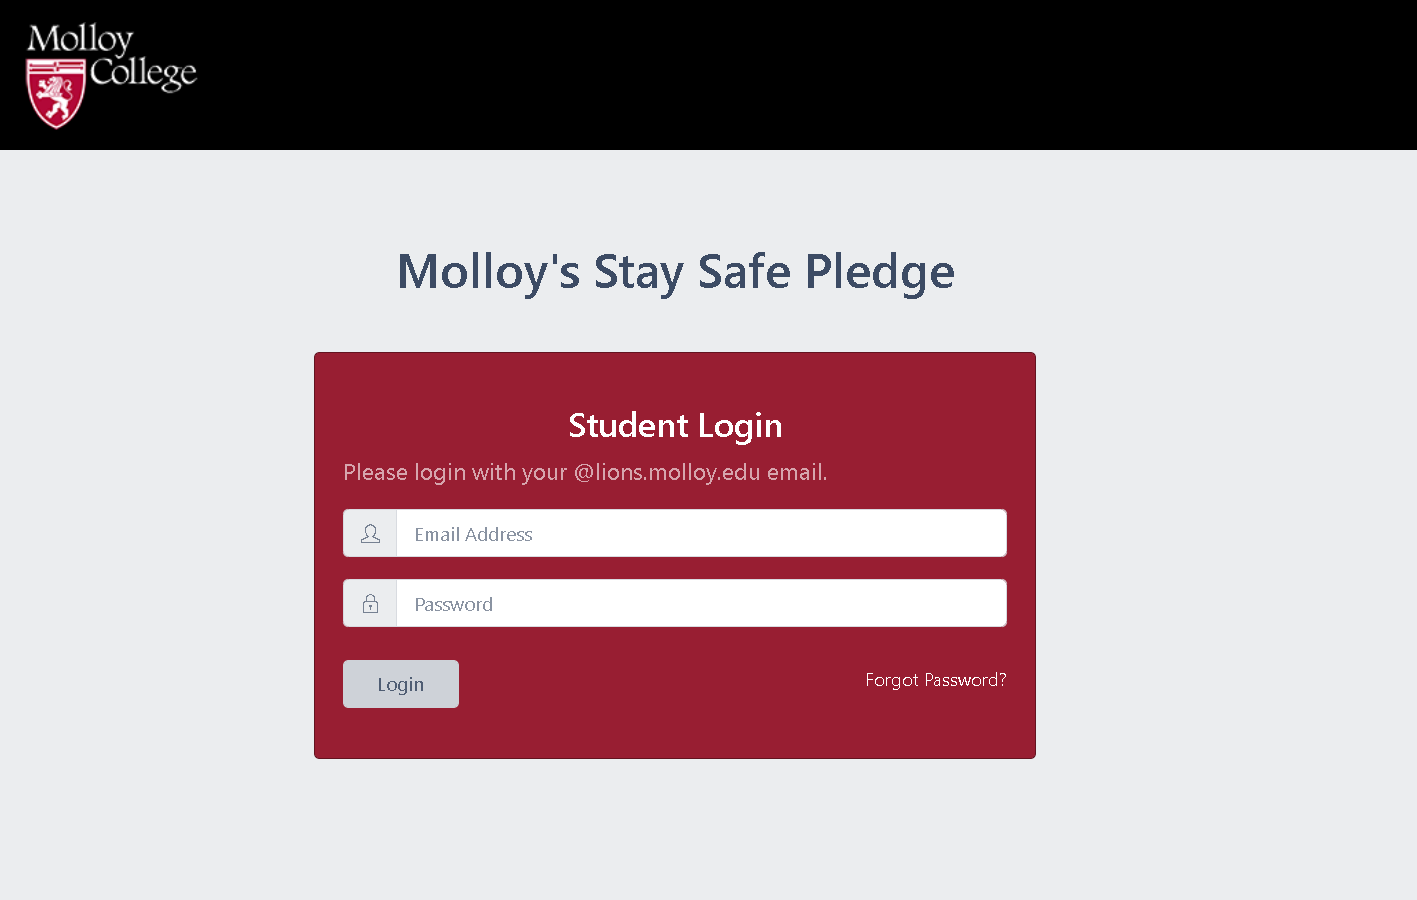 Molloy
College
Molloy's Stay Safe Pledge
Student Login
Please login with your @lions.molloy.edu email.
Email Address
Password
Login
Forgot Password?